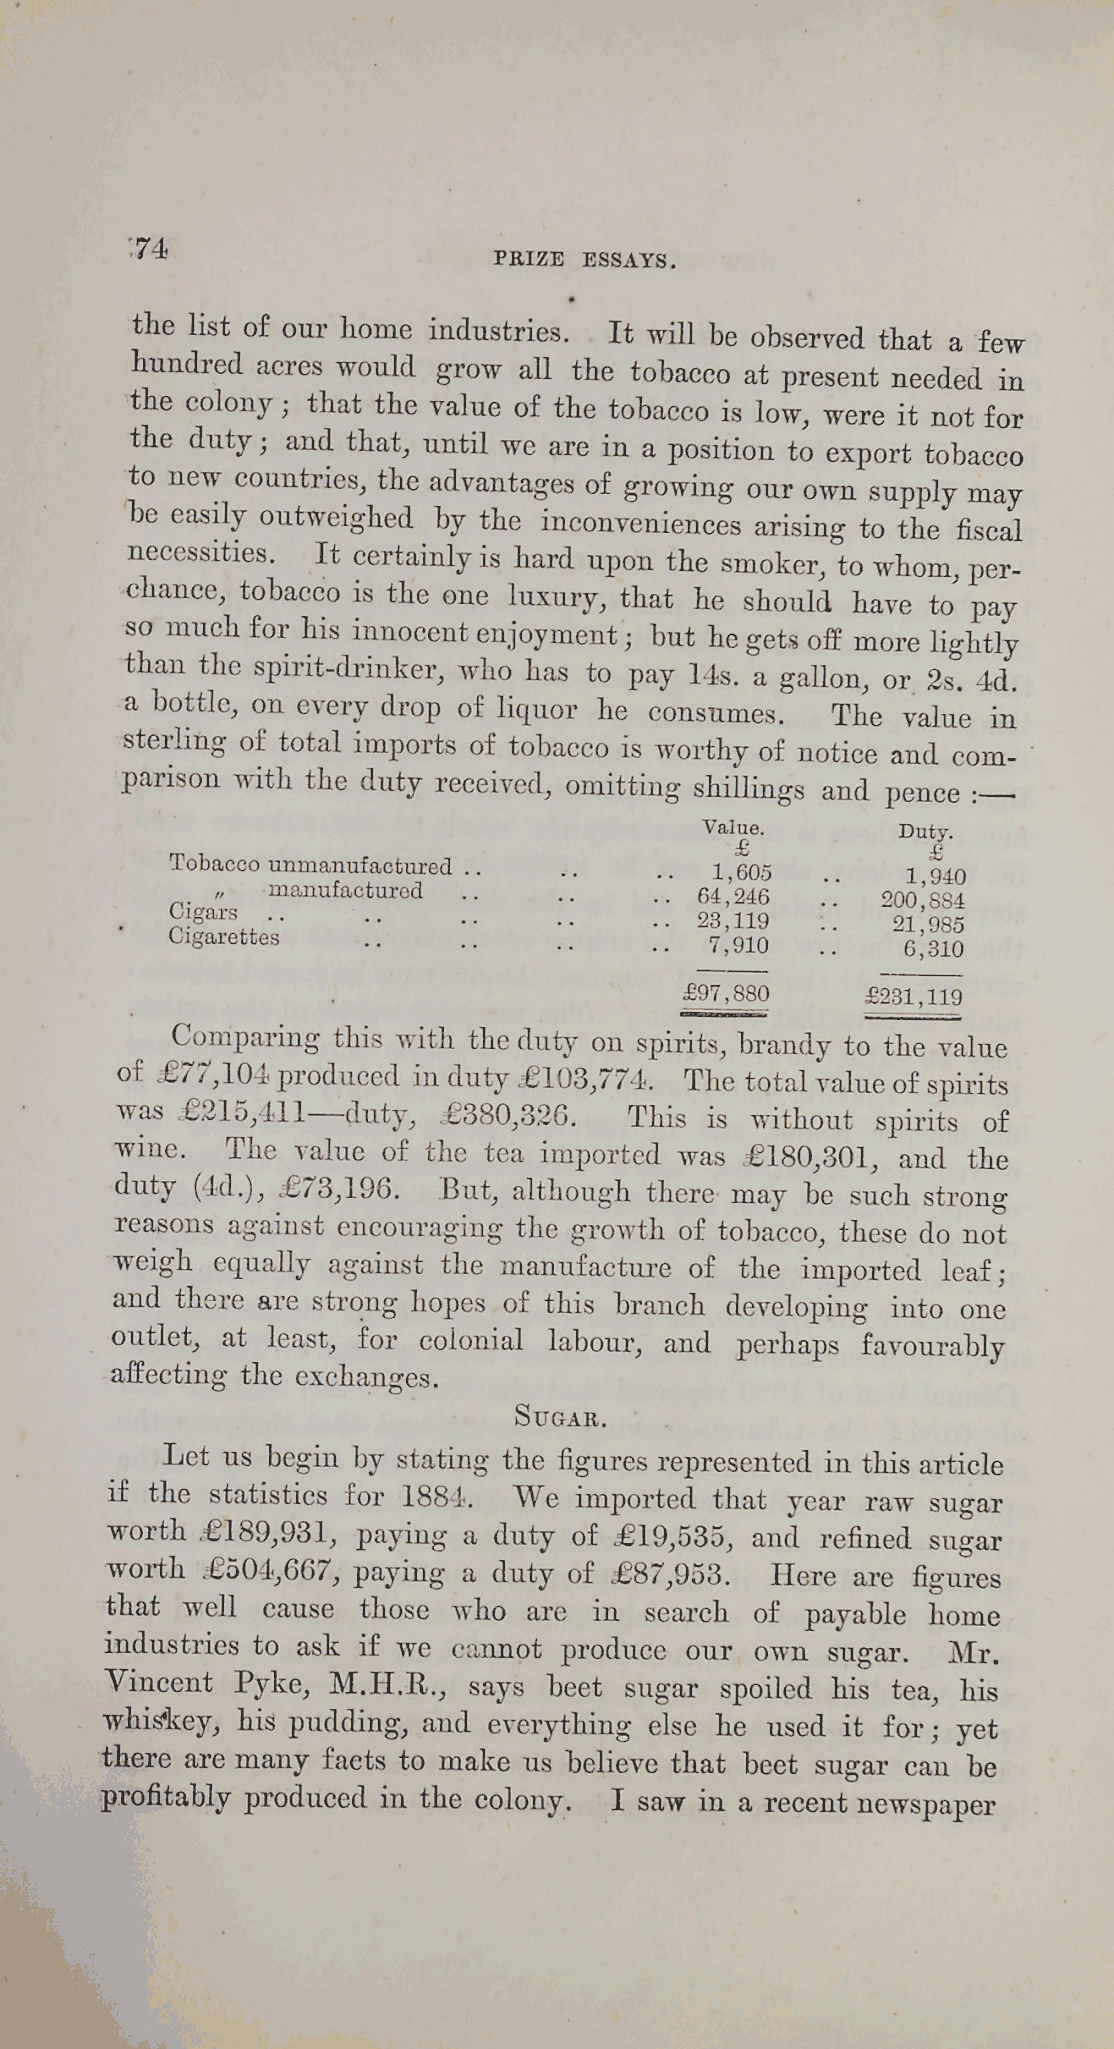 74
PRIZE ESSAYS.
the list of our home industries. It will be observed that a few
hundred acres would grow all the tobacco at present needed in
the colony; that the value of the tobacco is low, were it not for
the duty; and that, until we are in a position to export tobacco
to new countries, the advantages of growing our own supply may
be easily outweighed by the inconveniences arising to the fiscal
necessities. It certainly is hard upon the smoker, to whom, per-
chance, tobacco is the one luxury, that he should have to pay
so much for his innocent enjoyment; but he gets off more lightly
than the spirit-drinker, who has to pay 14s. a gallon, or 2s. 4d.
a bottle, on every drop of liquor he consumes. The value in
sterling of total imports of tobacco is worthy of notice and com-
parison with the duty received, omitting shillings and pence :—
Value. Duty.
£ £
Tobacco unmanufactured .. .. .. 1,605 .. 1,940
„ manufactured .. .. .. 64,246 .. 200,884
Cigars .. .. .. .. .. 23,119 .. 21,985
Cigarettes .. .. .. .. 7,910 .. 6,310
£97,880 £231,119
Comparing this with the duty on spirits, brandy to the value
of £77,104 produced in duty £103,774. The total value of spirits
was £215,411—duty, £380,326. This is without spirits of
wine. The value of the tea imported was £180,301, and the
duty (4d.), £73,196. But, although there may be such strong
reasons against encouraging the growth of tobacco, these do not
weigh equally against the manufacture of the imported leaf;
and there are strong hopes of this branch developing into one
outlet, at least, for colonial labour, and perhaps favourably
affecting the exchanges.
SUGAR.
Let us begin by stating the figures represented in this article
if the statistics for 1884. We imported that year raw sugar
worth £189,931, paying a duty of £19,535, and refined sugar
worth £504,667, paying a duty of £87,953. Here are figures
that well cause those who are in search of payable home
industries to ask if we cannot produce our own sugar. Mr.
Vincent Pyke, M.H.R., says beet sugar spoiled his tea, his
whiskey, his pudding, and everything else he used it for; yet
there are many facts to make us believe that beet sugar can be
profitably produced in the colony. I saw in a recent newspaper